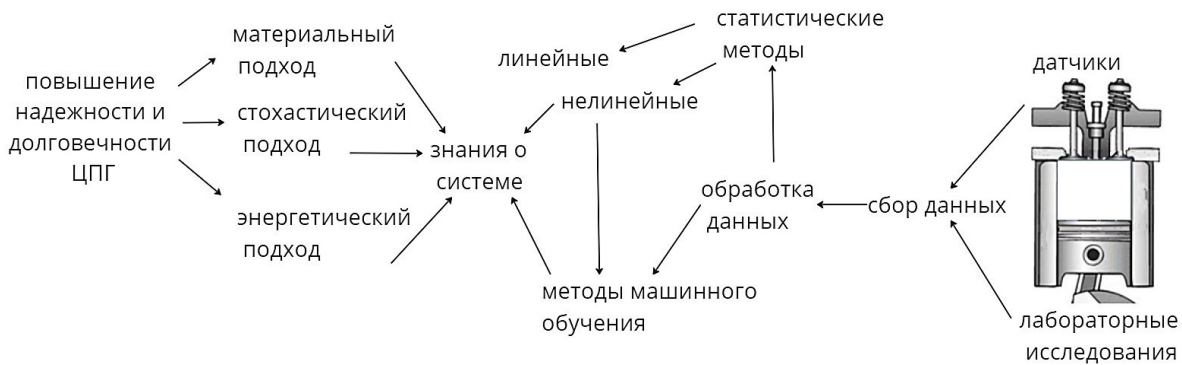 повышение
надежности и
долговечности
ЦПГ
материальный
подход
стохастический
подход
энергетический
подход
знания о
системе
линейные
нелинейные
статистические
методы
обработка
данных
методы машинного
обучения
сбор данных
датчики
лабораторные
исследования